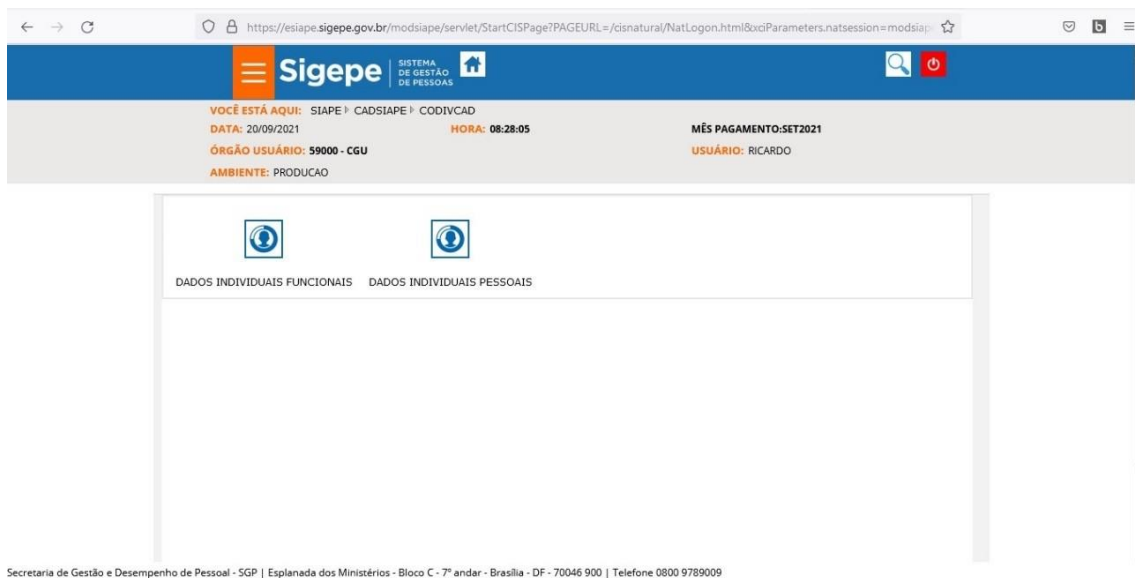 https://esiape.sigepe.gov.br/modsiape/servlet/StartCISPage?PAGEURL=/cisnatural/NatLogon.html&xciParameters.natsession=modsiap
Sigepe SISTEMA DE GESTÃO DE PESSOAS
VOCÊ ESTÁ AQUI: SIAPE CADSIAPE CODIVCAD
DATA: 20/09/2021 HORA: 08:28:05 MÊS PAGAMENTO:SET2021
ÓRGÃO USUÁRIO: 59000 - CGU USUÁRIO: RICARDO
AMBIENTE: PRODUCAO
DADOS INDIVIDUAIS FUNCIONAIS DADOS INDIVIDUAIS PESSOAIS
Secretaria de Gestão e Desempenho de Pessoal - SGP | Esplanada dos Ministérios - Bloco C - 7º andar - Brasília - DF - 70046 900 | Telefone 0800 9789009